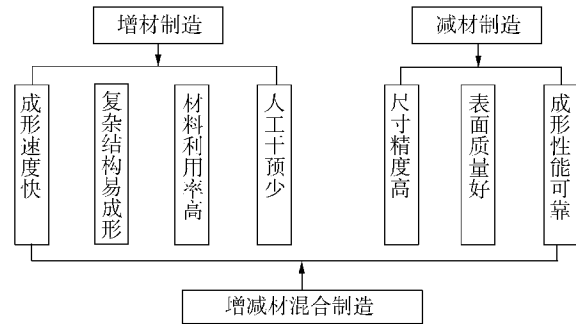 增材制造
减材制造
成形速度快
复杂结构易成形
材料利用率高
人工干预少
尺寸精度高
表面质量好
成形性能可靠
增减材混合制造